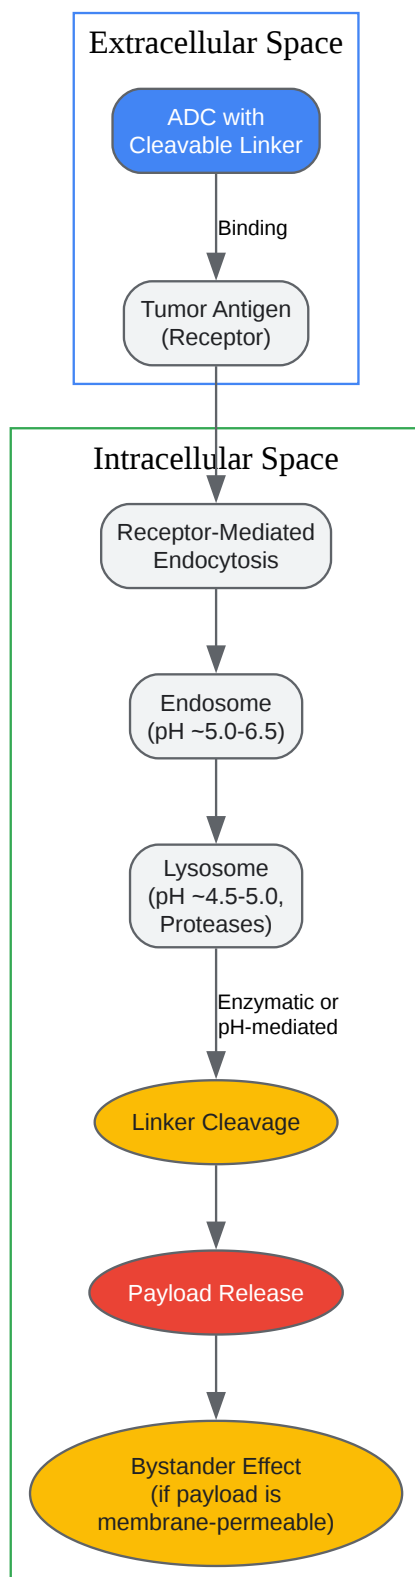 Extracellular Space
ADC with
Cleavable Linker
Binding
Tumor Antigen
(Receptor)
Intracellular Space
Receptor-Mediated
Endocytosis
Endosome
(pH ~5.0-6.5)
Lysosome
(pH ~4.5-5.0,
Proteases)
Enzymatic or
pH-mediated
Linker Cleavage
Payload Release
Bystander Effect
(if payload is
membrane-permeable)